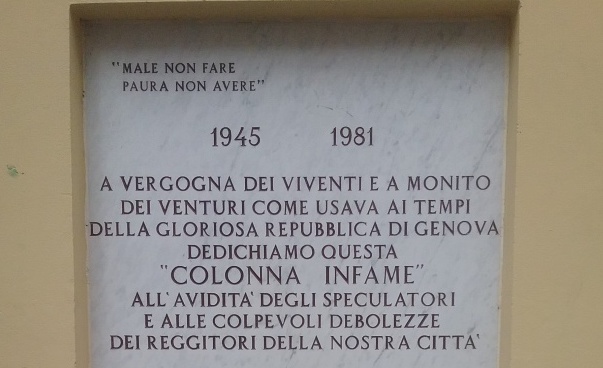 "MALE NON FARE
PAURA NON AVERE"
1945 1981
A VERGOGNA DEI VIVENTI E A MONITO
DEI VENTURI COME USAVA AI TEMPI
DELLA GLORIOSA REPUBBLICA DI GENOVA
DEDICHIAMO QUESTA
"COLONNA INFAME"
ALL'AVIDITA' DEGLI SPECULATORI
E ALLE COLPEVOLI DEBOLEZZE
DEI REGGITORI DELLA NOSTRA CITTA'